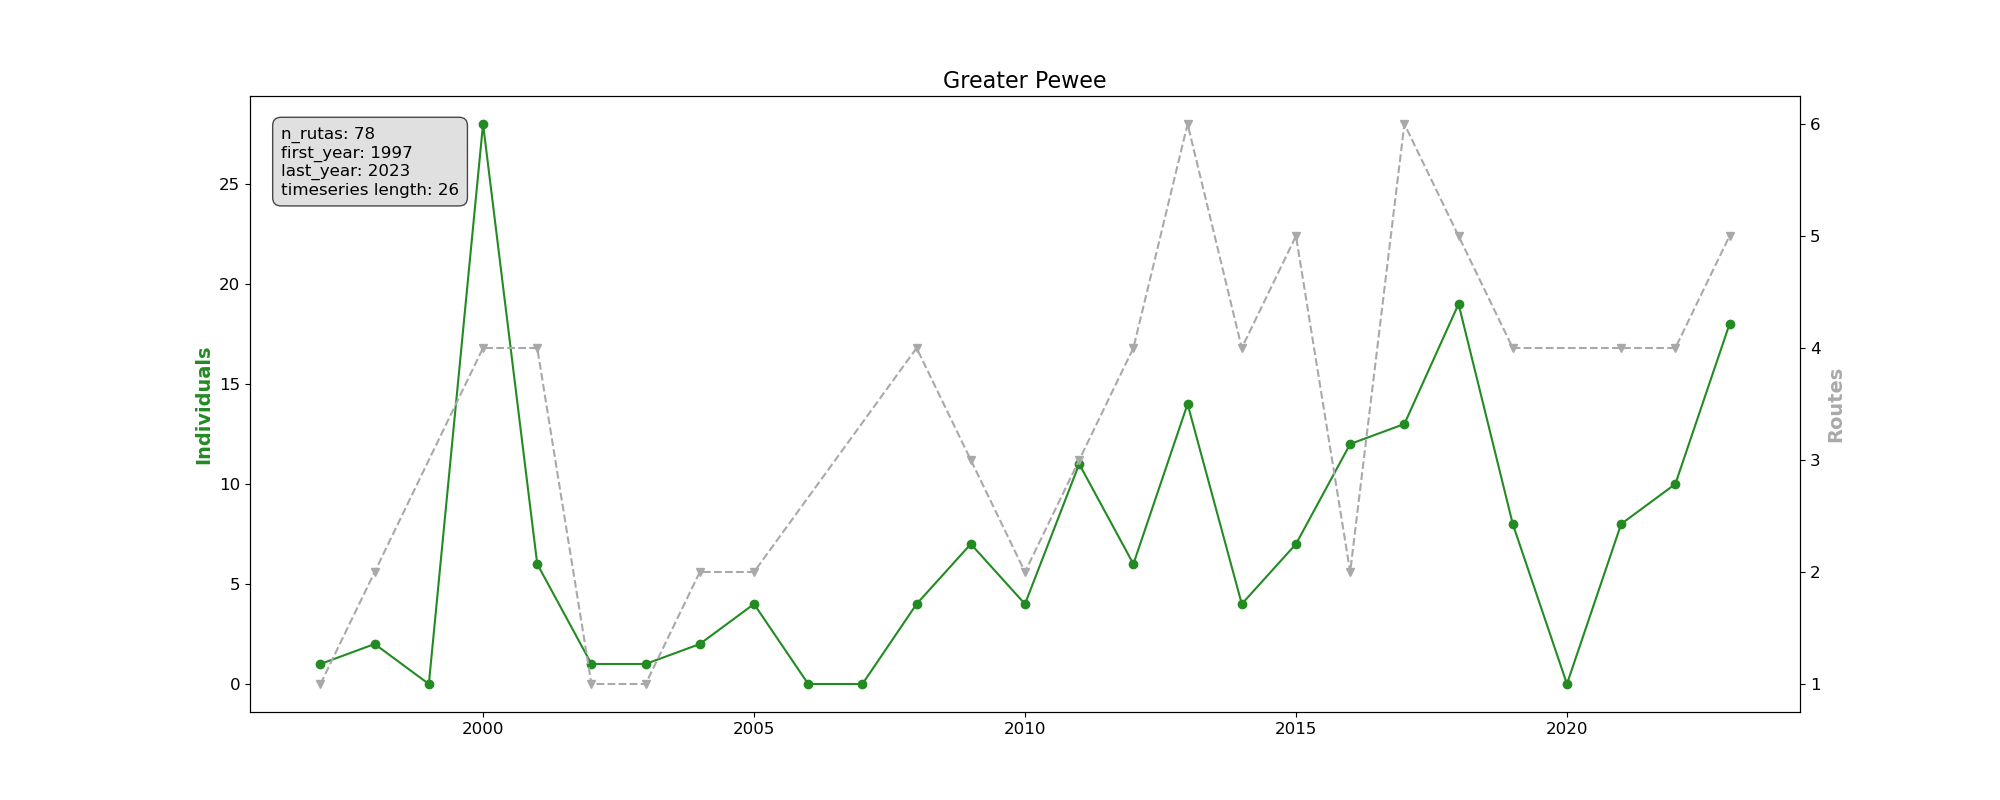 Greater Pewee
n_rutas: 78
first_year: 1997
last_year: 2023
timeseries length: 26
Individuals
25
20
15
10
5
0
6
5
4
3
2
1
Routes
2000 2005 2010 2015 2020